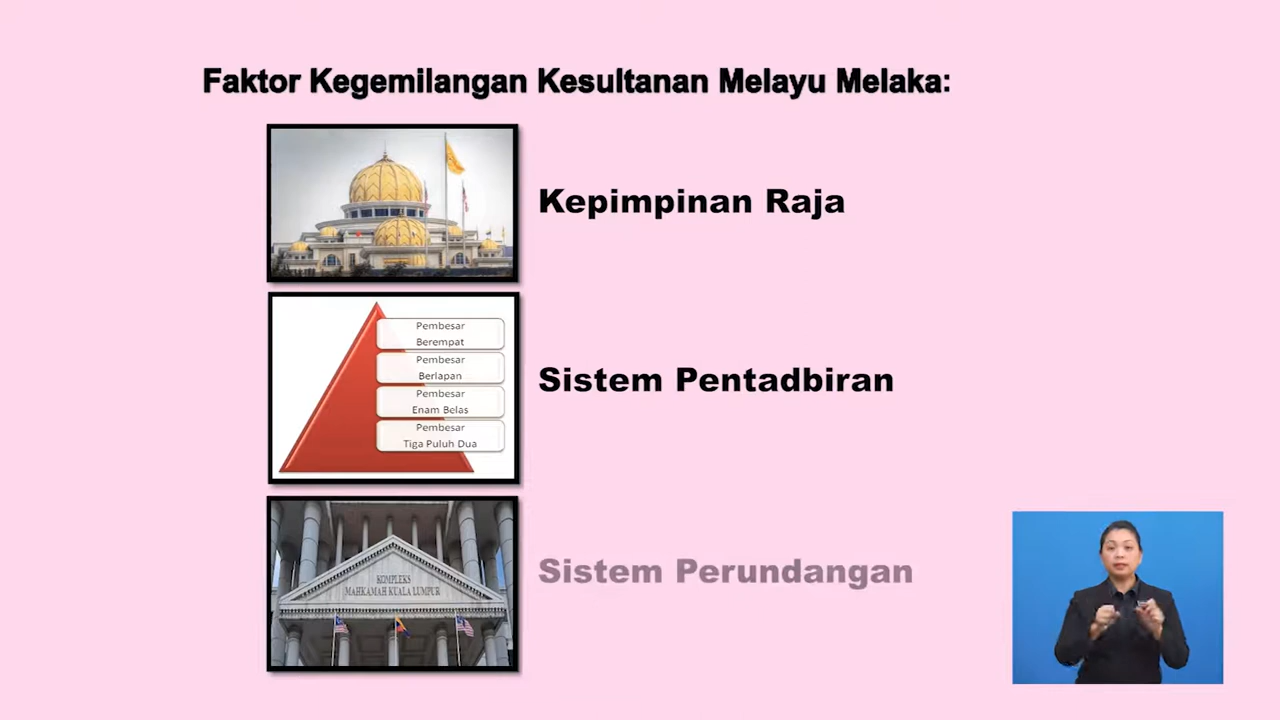 Faktor Kegemilangan Kesultanan Melayu Melaka:
Kepimpinan Raja
Pembesar
Berempat
Pembesar
Berlapan
Pembesar
Enam Belas
Pembesar
Tiga Puluh Dua
Sistem Pentadbiran
KOMPLEKS
MAHKAMAH KUALA LUMPUR
Sistem Perundangan